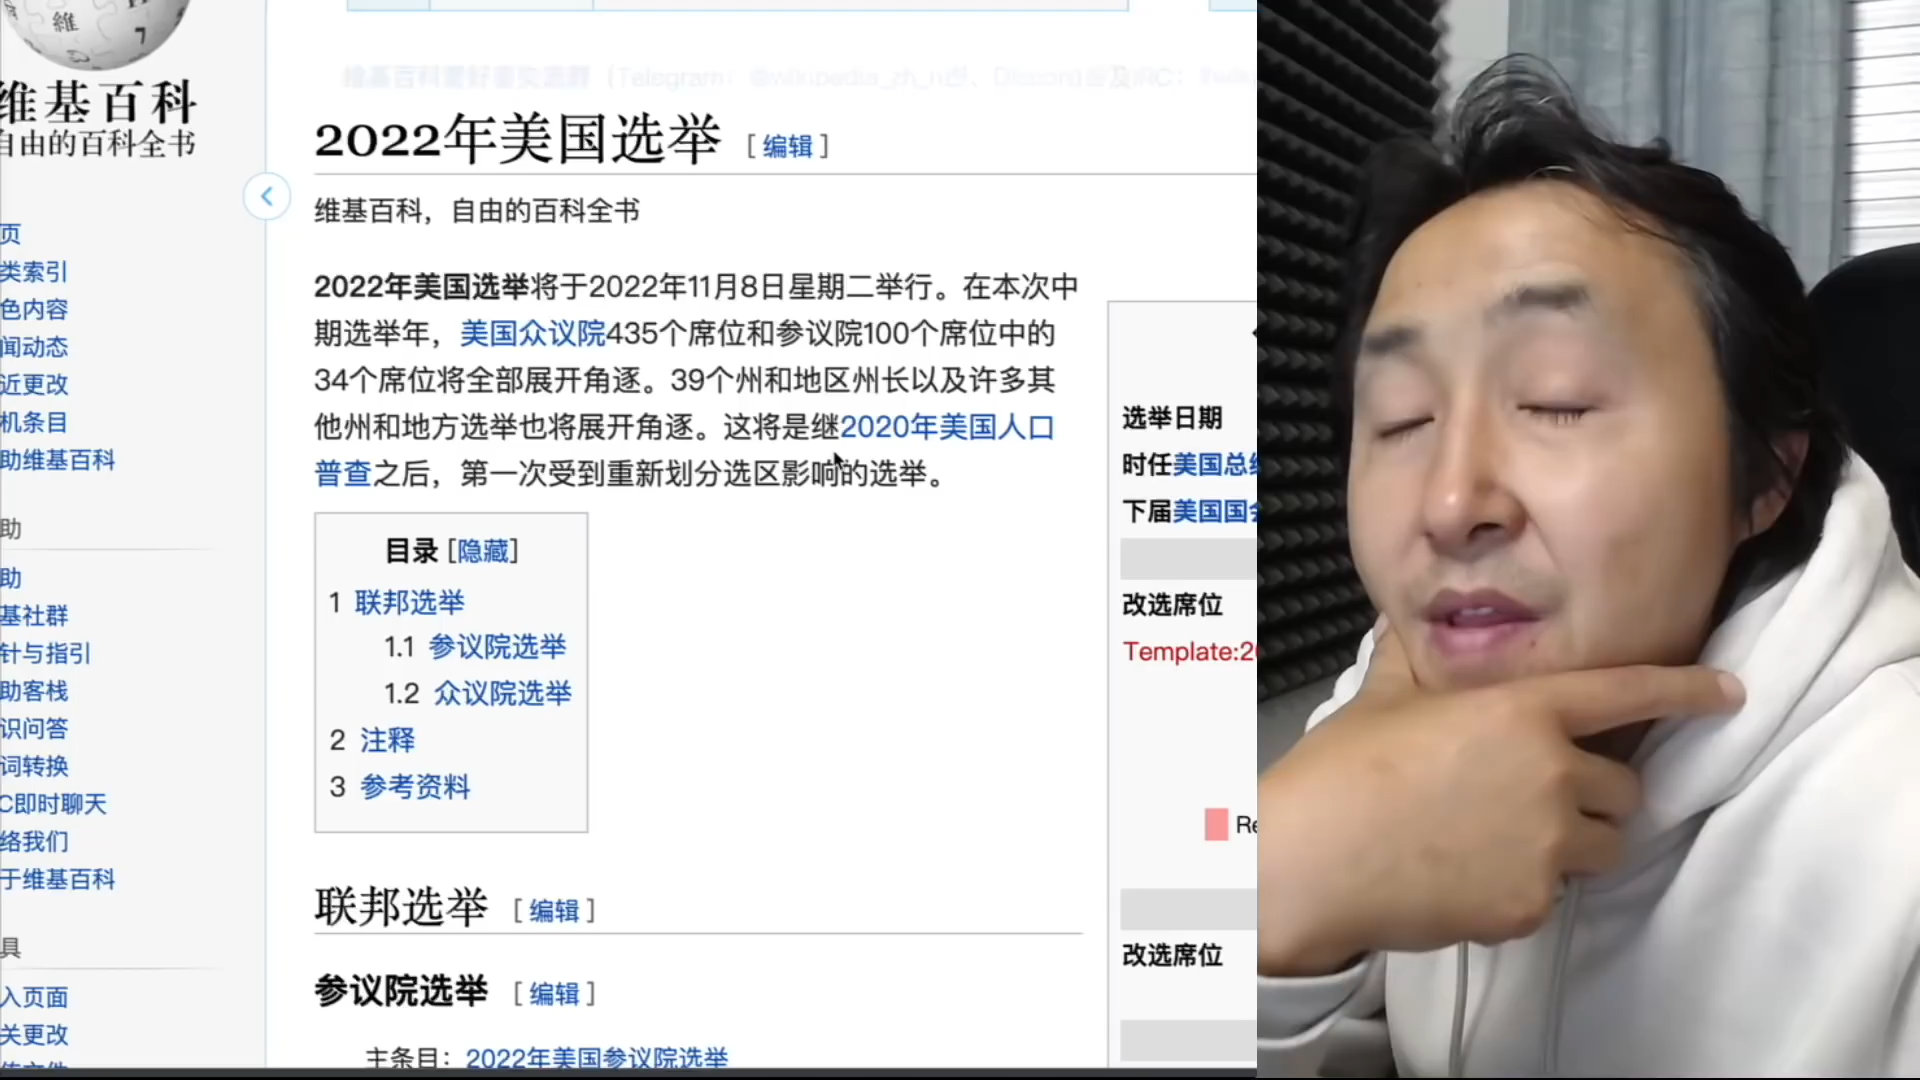 維
7
维基百科
自由的百科全书
页
类索引
色内容
闻动态
近更改
机条目
助维基百科
助
助
基社群
针与指引
助客栈
识问答
词转换
C即时聊天
络我们
于维基百科
具
入页面
关更改
2022年美国选举 [ 编辑 ]
维基百科，自由的百科全书
2022年美国选举将于2022年11月8日星期二举行。在本次中
期选举年，美国众议院435个席位和参议院100个席位中的
34个席位将全部展开角逐。39个州和地区州长以及许多其
他州和地方选举也将展开角逐。这将是继2020年美国人口
普查之后，第一次受到重新划分选区影响的选举。
目录 [隐藏]
1 联邦选举
1.1 参议院选举
1.2 众议院选举
2 注释
3 参考资料
联邦选举 [ 编辑 ]
参议院选举 [ 编辑 ]
主条目：2022年美国参议院选举
选举日期
时任美国总
下届美国国
改选席位
Template:2
Re
改选席位